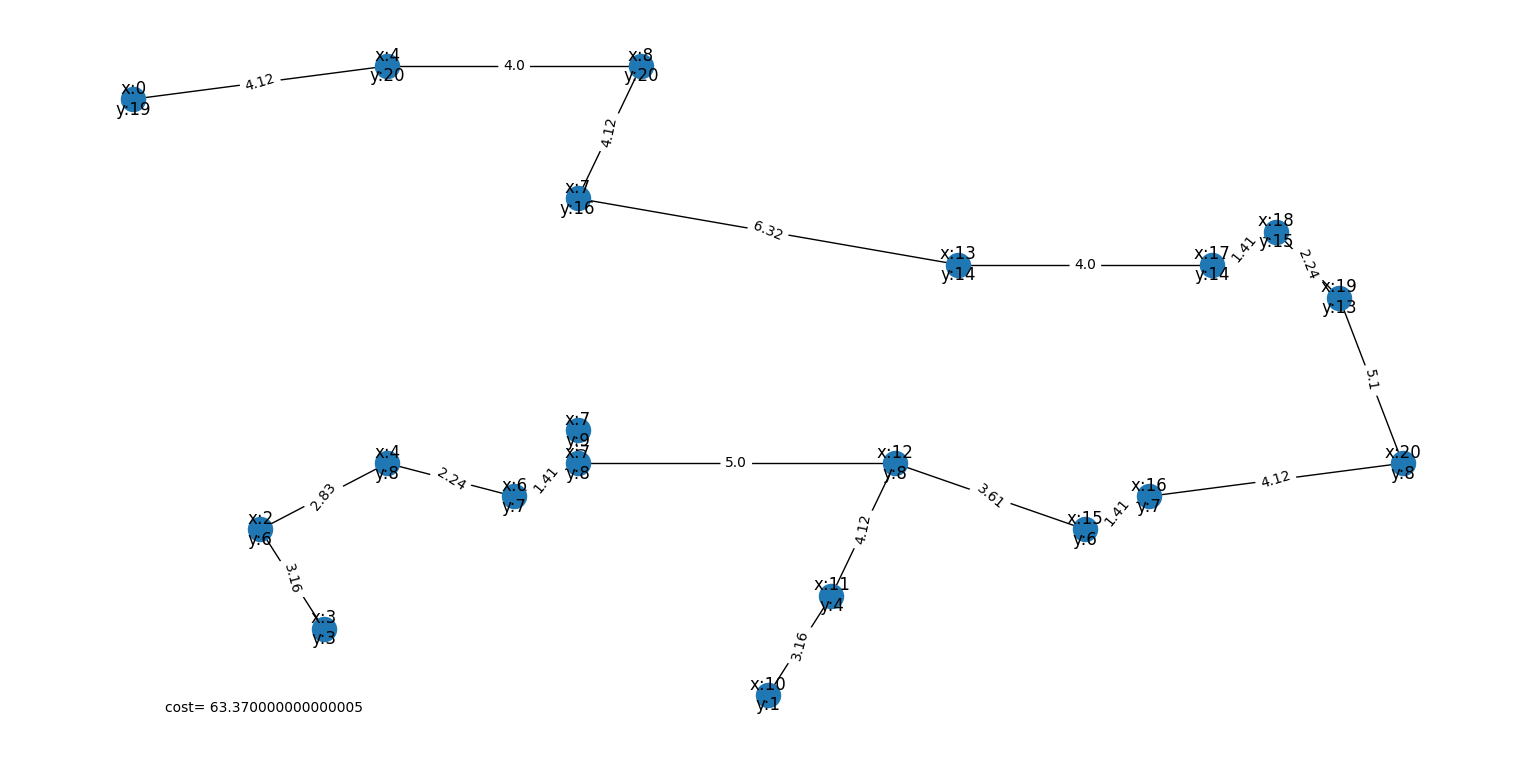 x:4
y:20
4.0
x:8
y:20
x:0
y:19
4.12
4.12
x:7
y:16
6.32
x:18
y:15
x:13
y:14
4.0
x:17
y:14
1.41
2.24
x:19
y:13
5.1
x:7
y:9
x:7
y:8
5.0
x:12
y:8
x:20
y:8
x:4
y:8
2.24
x:6
y:7
1.41
3.61
x:16
y:7
4.12
2.83
x:2
y:6
4.12
x:15
y:6
1.41
3.16
x:11
y:4
x:3
y:3
3.16
x:10
y:1
cost= 63.370000000000005